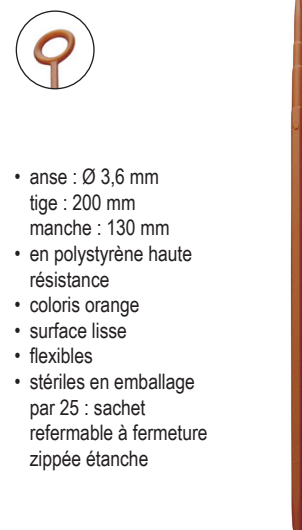 • anse : Ø 3,6 mm
tige : 200 mm
manche : 130 mm
• en polystyrène haute
résistance
• coloris orange
• surface lisse
• flexibles
• stériles en emballage
par 25 : sachet
refermable à fermeture
zippée étanche